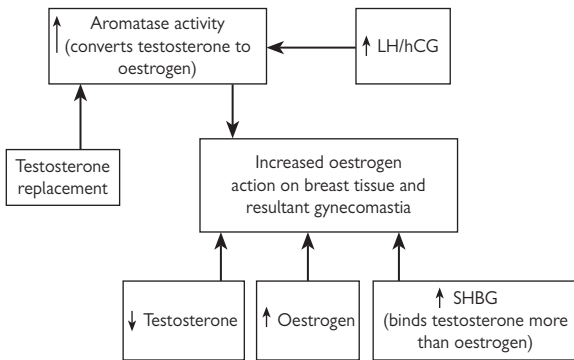 ↑ Aromatase activity
(converts testosterone to
oestrogen)
↑ LH/hCG
Testosterone
replacement
Increased oestrogen
action on breast tissue and
resultant gynecomastia
↓ Testosterone
↑ Oestrogen
↑ SHBG
(binds testosterone more
than oestrogen)